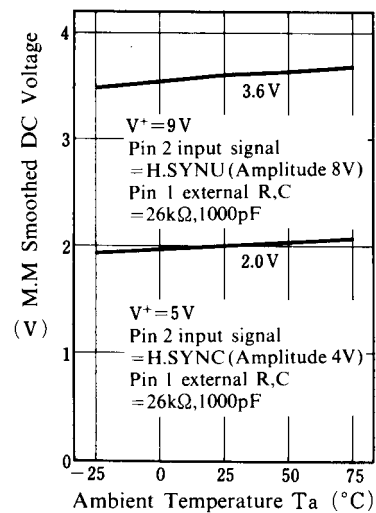 M.M Smoothed DC Voltage
(V)
4
3
2
1
0
3.6 V
V⁺=9V
Pin 2 input signal
=H.SYNU (Amplitude 8V)
Pin 1 external R,C
=26kΩ,1000pF
2.0 V
V⁺=5V
Pin 2 input signal
=H.SYNC (Amplitude 4V)
Pin 1 external R,C
=26kΩ,1000pF
−25 0 25 50 75
Ambient Temperature Ta (°C)